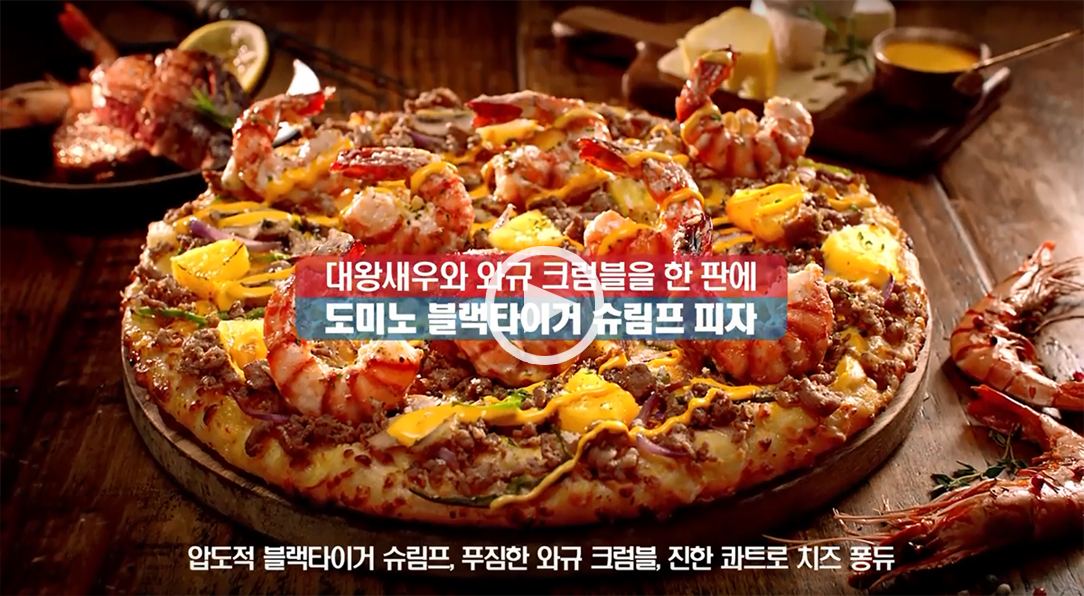 대왕새우와 와규 크럼블을 한 판에
도미노 블랙타이거 슈림프 피자
압도적 블랙타이거 슈림프, 푸짐한 와규 크럼블, 진한 콰트로 치즈 퐁듀